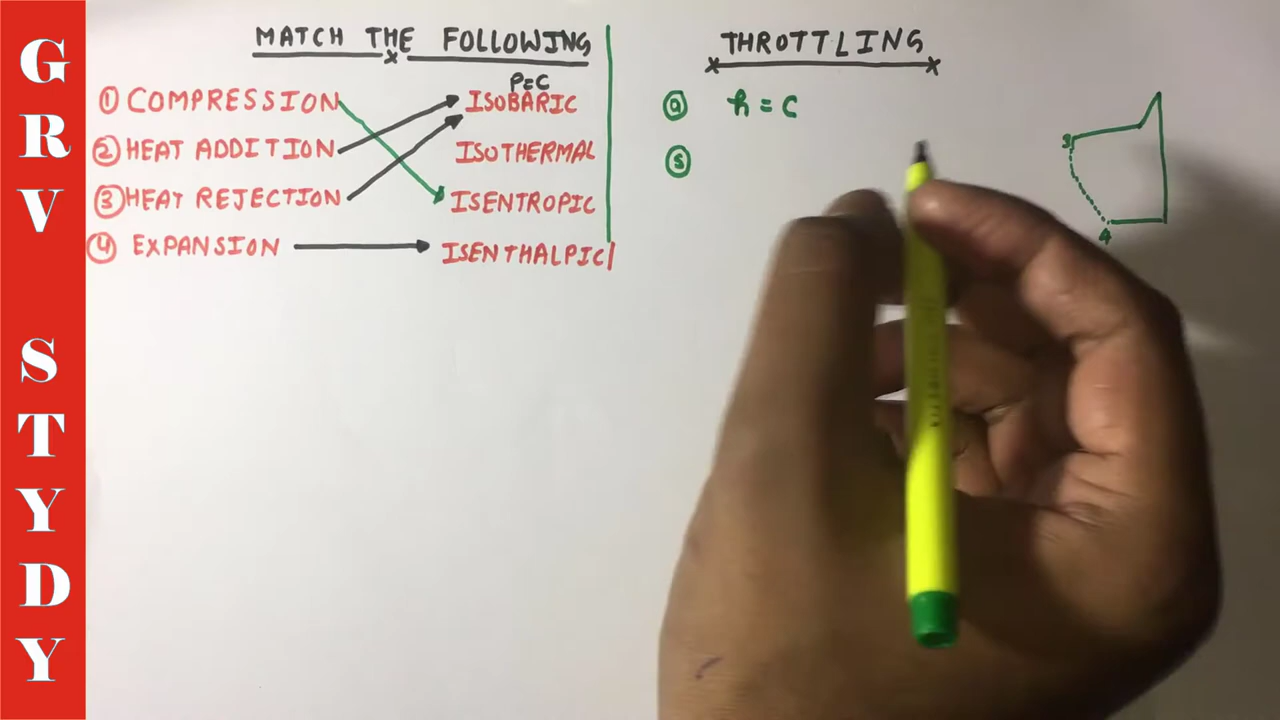 GRV STYDY
MATCH THE FOLLOWING
P=C
① COMPRESSION ISOBARIC
② HEAT ADDITION ISOTHERMAL
③ HEAT REJECTION ISENTROPIC
④ EXPANSION ISENTHALPIC
THROTTLING
ⓐ h = C
ⓢ
3
4